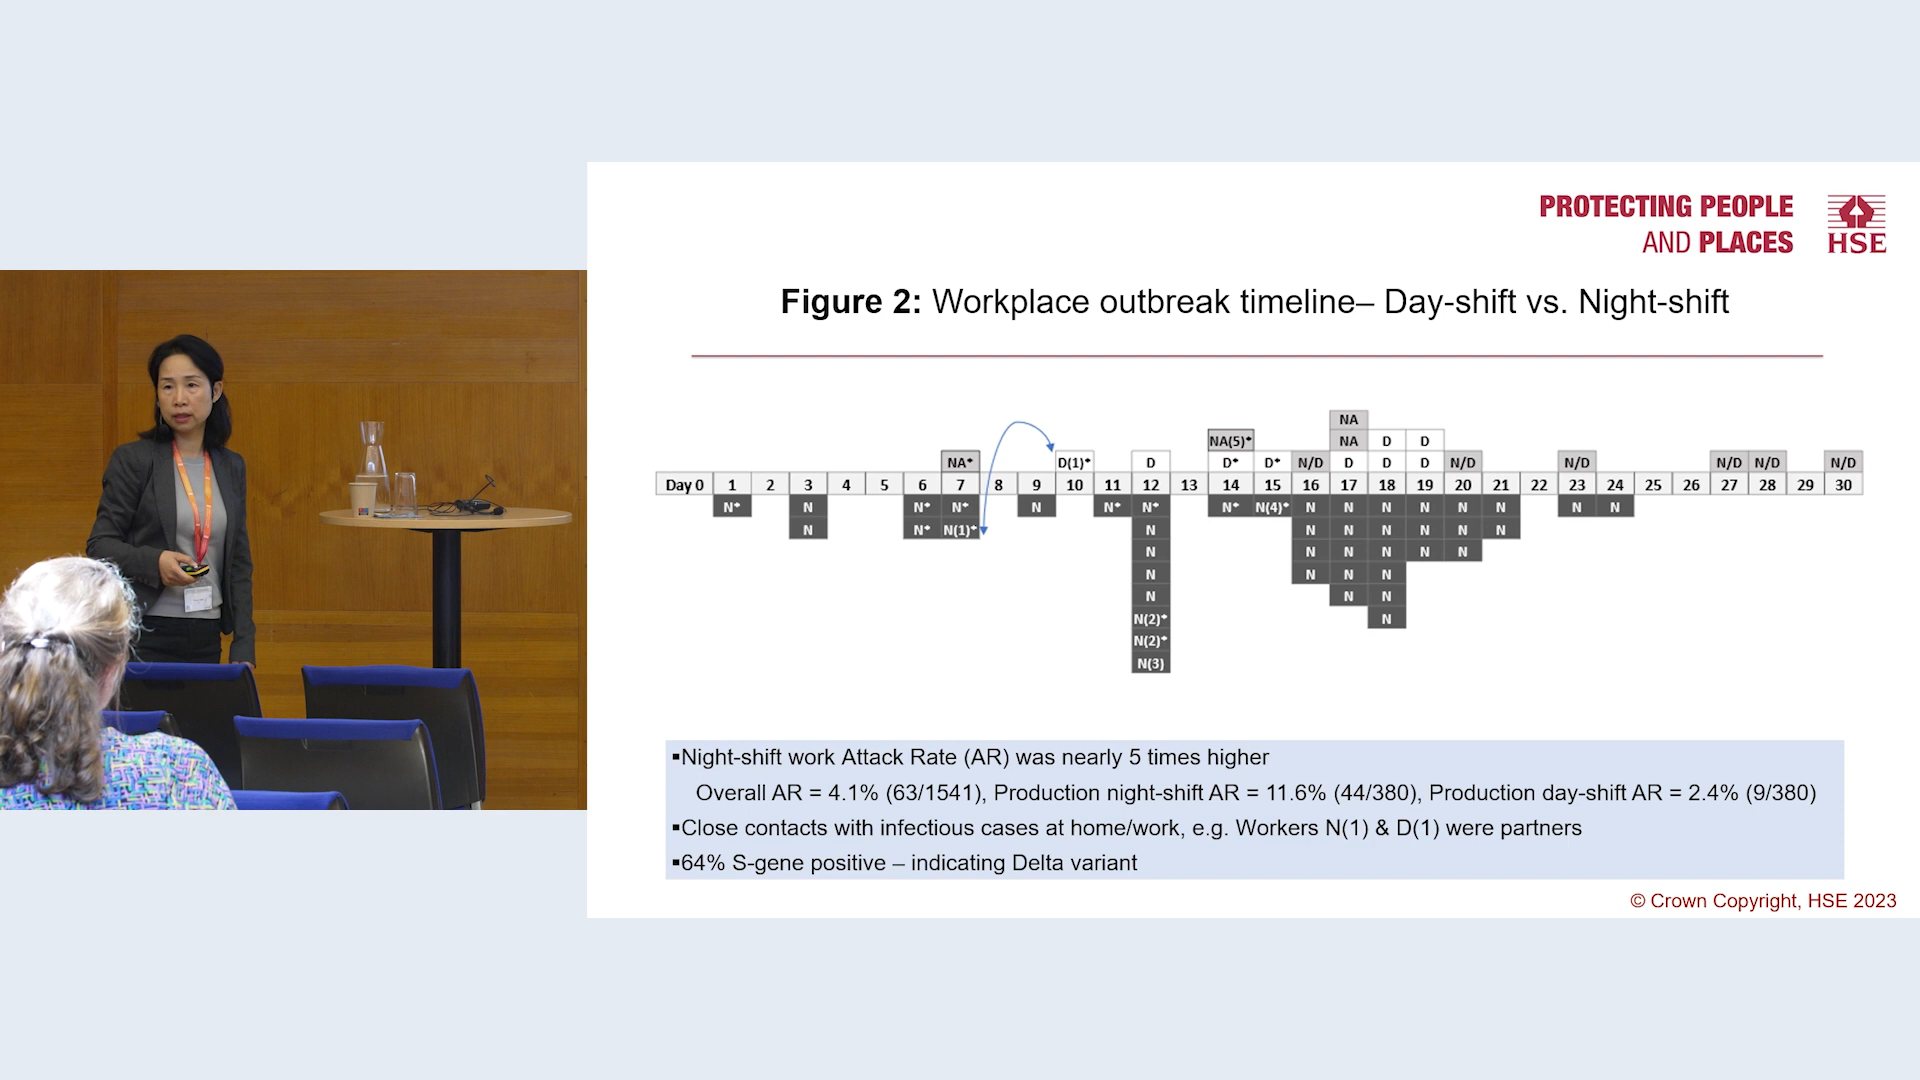 PROTECTING PEOPLE
AND PLACES
HSE
Figure 2: Workplace outbreak timeline– Day-shift vs. Night-shift
NA
NA(5)* NA D D
NA* D(1)* D D* D* N/D D D D N/D N/D N/D N/D N/D
Day 0 1 2 3 4 5 6 7 8 9 10 11 12 13 14 15 16 17 18 19 20 21 22 23 24 25 26 27 28 29 30
N* N N* N* N N* N* N* N(4)* N N N N N N N N
N N* N(1)* N N N N N N N
N N N N N N
N N N N
N N N
N(2)* N
N(2)*
N(3)
▪Night-shift work Attack Rate (AR) was nearly 5 times higher
Overall AR = 4.1% (63/1541), Production night-shift AR = 11.6% (44/380), Production day-shift AR = 2.4% (9/380)
▪Close contacts with infectious cases at home/work, e.g. Workers N(1) & D(1) were partners
▪64% S-gene positive – indicating Delta variant
© Crown Copyright, HSE 2023